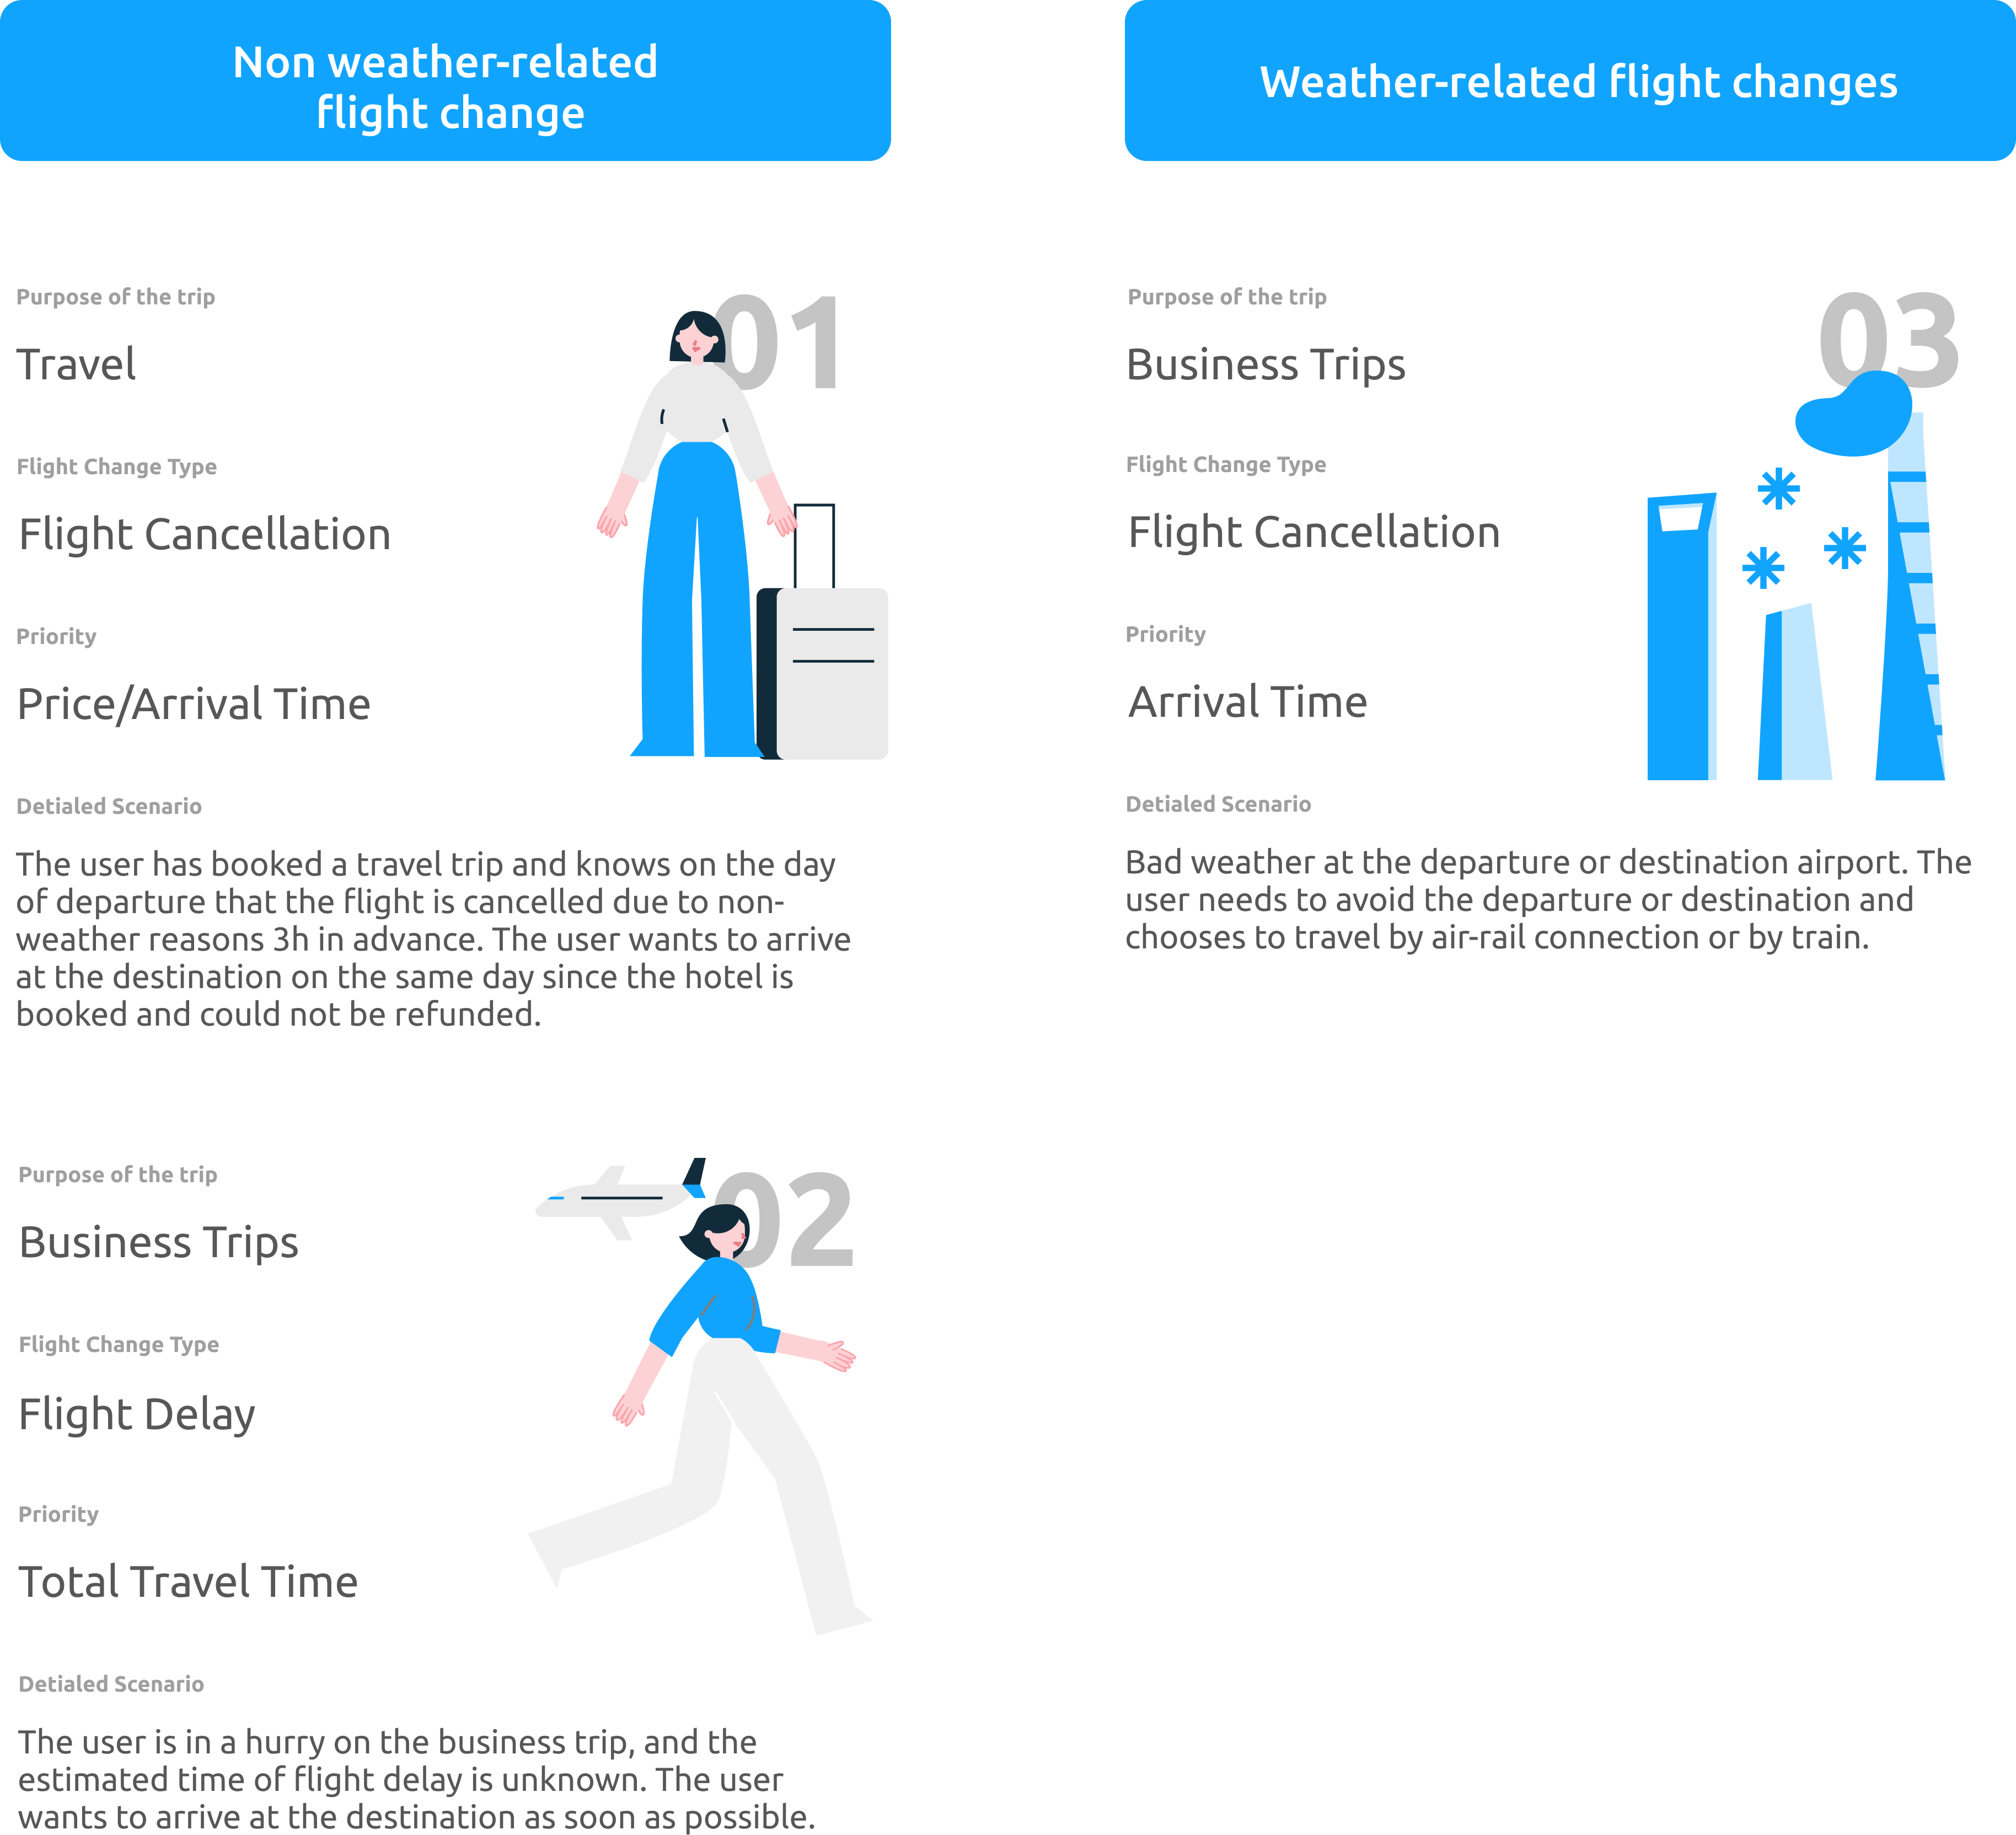 Non weather-related
flight change
Purpose of the trip
01
Travel
Flight Change Type
Flight Cancellation
Priority
Price/Arrival Time
Detialed Scenario
The user has booked a travel trip and knows on the day
of departure that the flight is cancelled due to non-
weather reasons 3h in advance. The user wants to arrive
at the destination on the same day since the hotel is
booked and could not be refunded.
Purpose of the trip
02
Business Trips
Flight Change Type
Flight Delay
Priority
Total Travel Time
Detialed Scenario
The user is in a hurry on the business trip, and the
estimated time of flight delay is unknown. The user
wants to arrive at the destination as soon as possible.
Weather-related flight changes
Purpose of the trip
03
Business Trips
Flight Change Type
Flight Cancellation
Priority
Arrival Time
Detialed Scenario
Bad weather at the departure or destination airport. The
user needs to avoid the departure or destination and
chooses to travel by air-rail connection or by train.